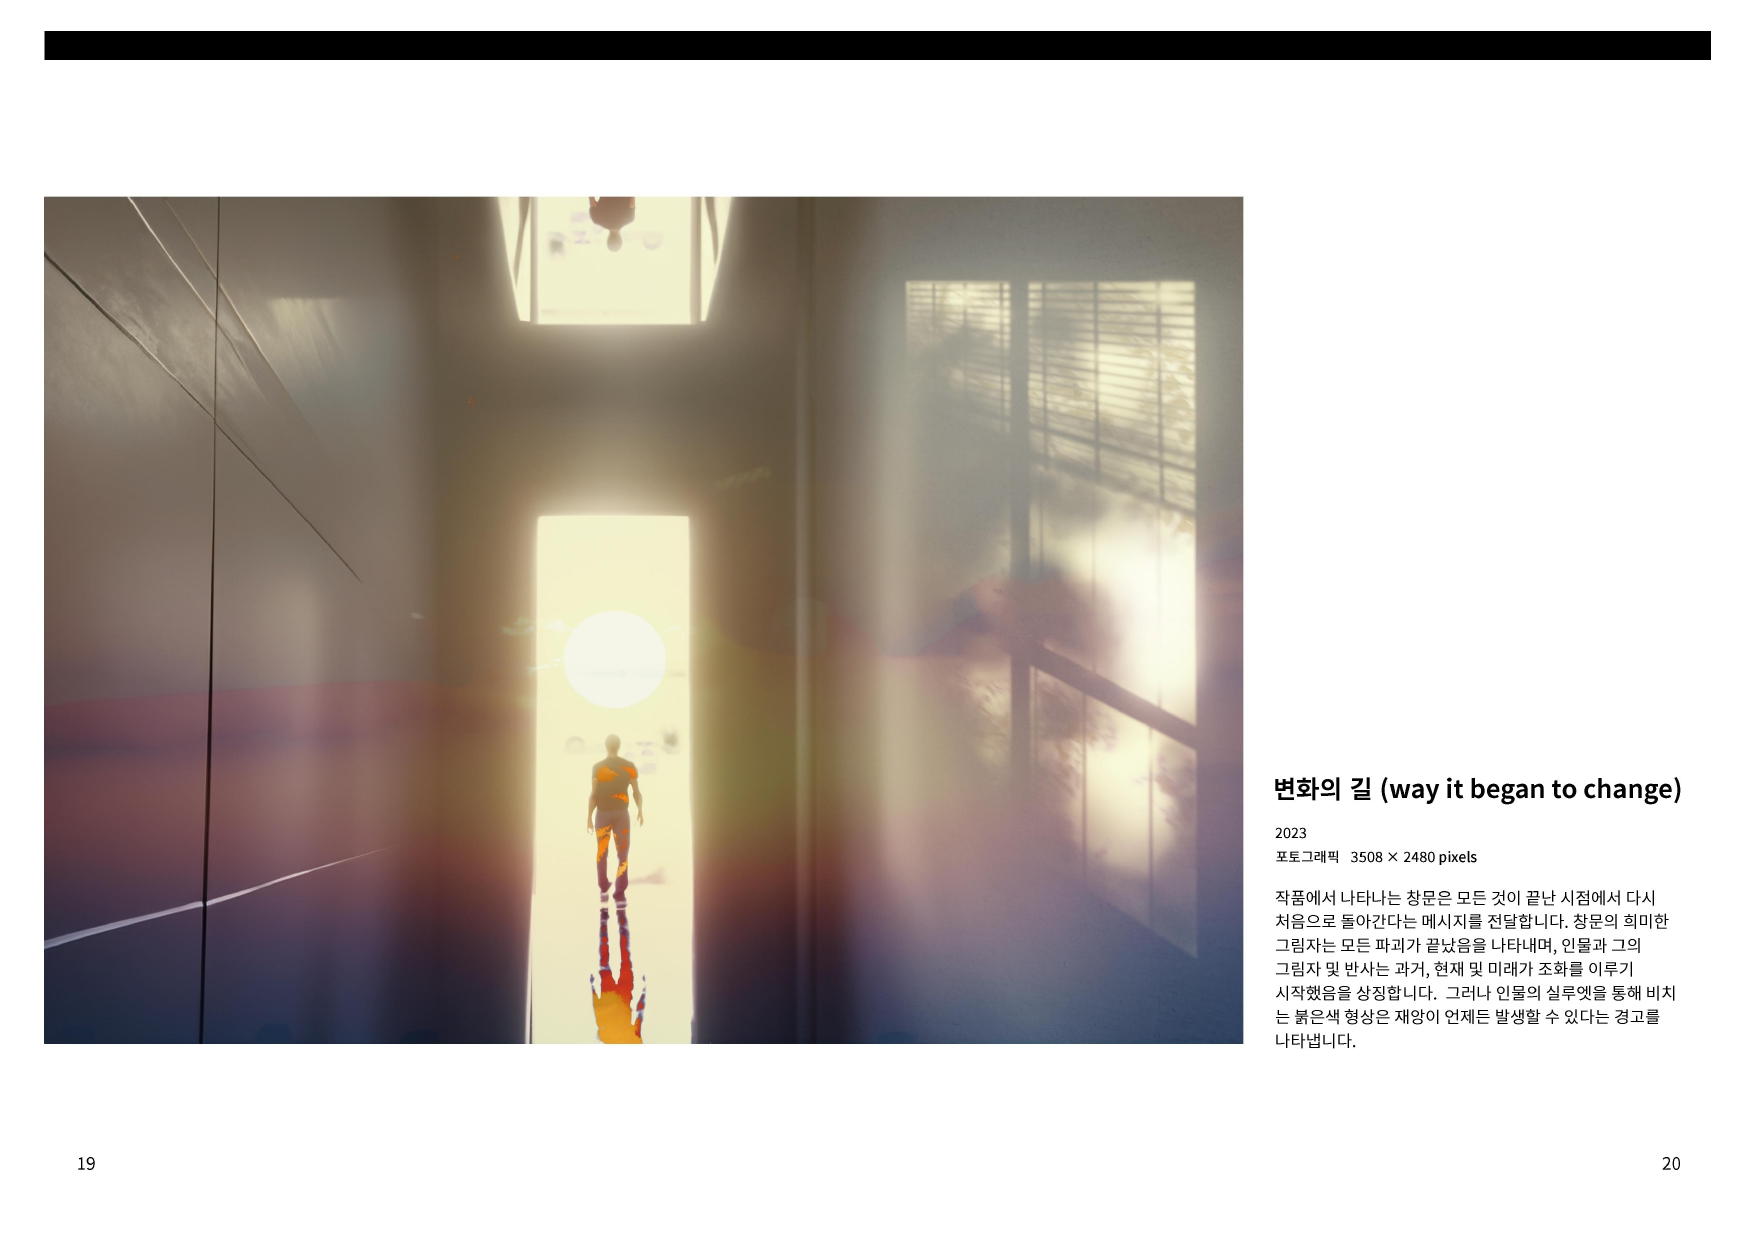 변화의 길 (way it began to change)
2023
포토그래픽 3508 × 2480 pixels
작품에서 나타나는 창문은 모든 것이 끝난 시점에서 다시
처음으로 돌아간다는 메시지를 전달합니다. 창문의 희미한
그림자는 모든 파괴가 끝났음을 나타내며, 인물과 그의
그림자 및 반사는 과거, 현재 및 미래가 조화를 이루기
시작했음을 상징합니다. 그러나 인물의 실루엣을 통해 비치
는 붉은색 형상은 재앙이 언제든 발생할 수 있다는 경고를
나타냅니다.
19
20